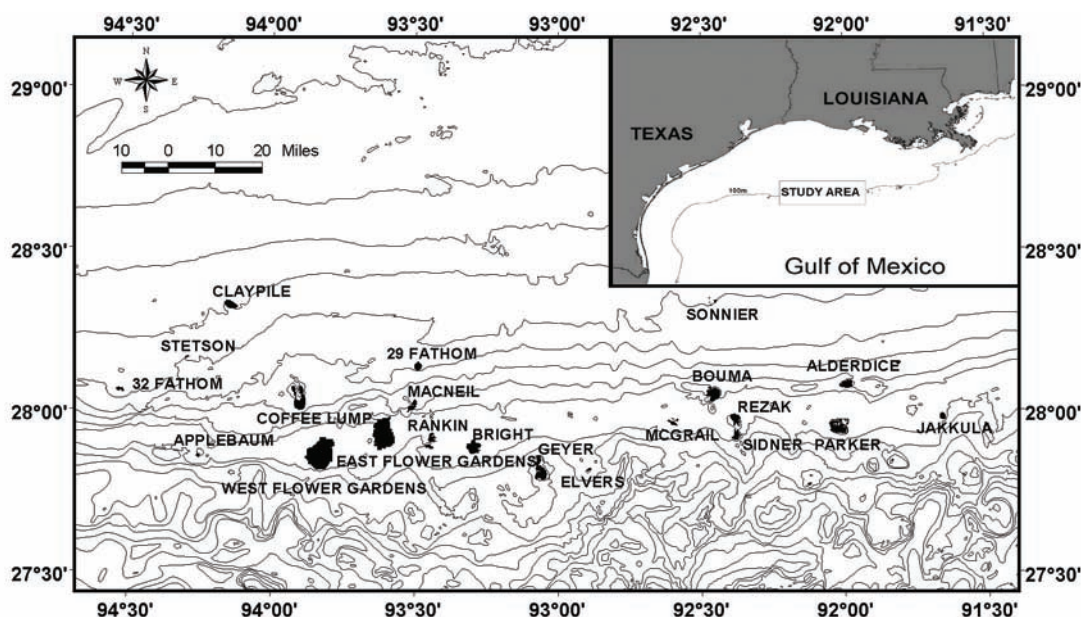 94°30' 94°00' 93°30' 93°00' 92°30' 92°00' 91°30'
29°00' 29°00'
N
W E
S
10 0 10 20 Miles
LOUISIANA
TEXAS
100m
STUDY AREA
Gulf of Mexico
28°30' 28°30'
CLAYPILE
SONNIER
STETSON
29 FATHOM
32 FATHOM
BOUMA
ALDERDICE
MACNEIL
28°00' 28°00'
COFFEE LUMP
RANKIN
REZAK
APPLEBAUM
BRIGHT
MCGRAIL
SIDNER
PARKER
JAKKULA
GEYER
EAST FLOWER GARDENS
ELVERS
WEST FLOWER GARDENS
27°30' 27°30'
94°30' 94°00' 93°30' 93°00' 92°30' 92°00' 91°30'